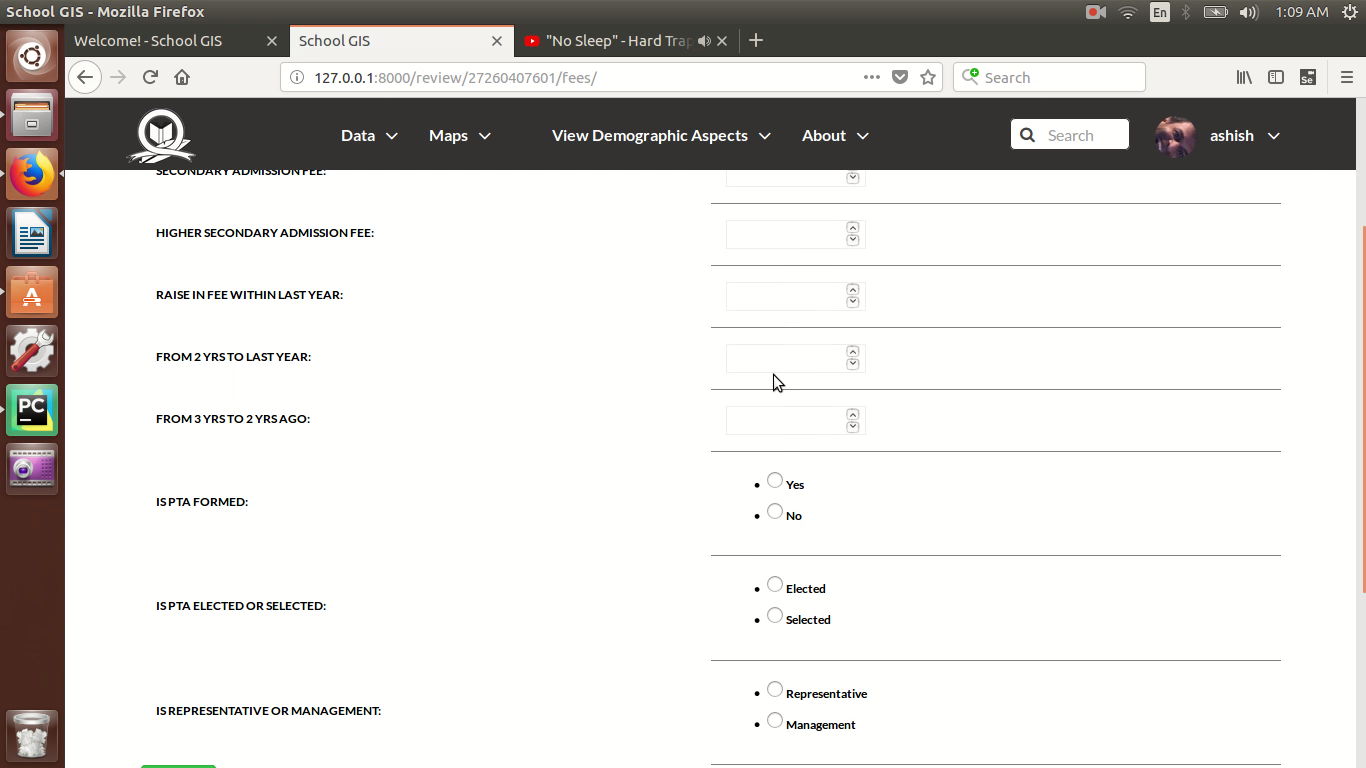 School GIS - Mozilla Firefox
En
1:09 AM
Welcome! - School GIS
School GIS
"No Sleep" - Hard Trap
127.0.0.1:8000/review/27260407601/fees/
Search
Se
Data
Maps
View Demographic Aspects
About
Search
ashish
SECONDARY ADMISSION FEE:
HIGHER SECONDARY ADMISSION FEE:
RAISE IN FEE WITHIN LAST YEAR:
FROM 2 YRS TO LAST YEAR:
FROM 3 YRS TO 2 YRS AGO:
IS PTA FORMED:
Yes
No
IS PTA ELECTED OR SELECTED:
Elected
Selected
IS REPRESENTATIVE OR MANAGEMENT:
Representative
Management
PC